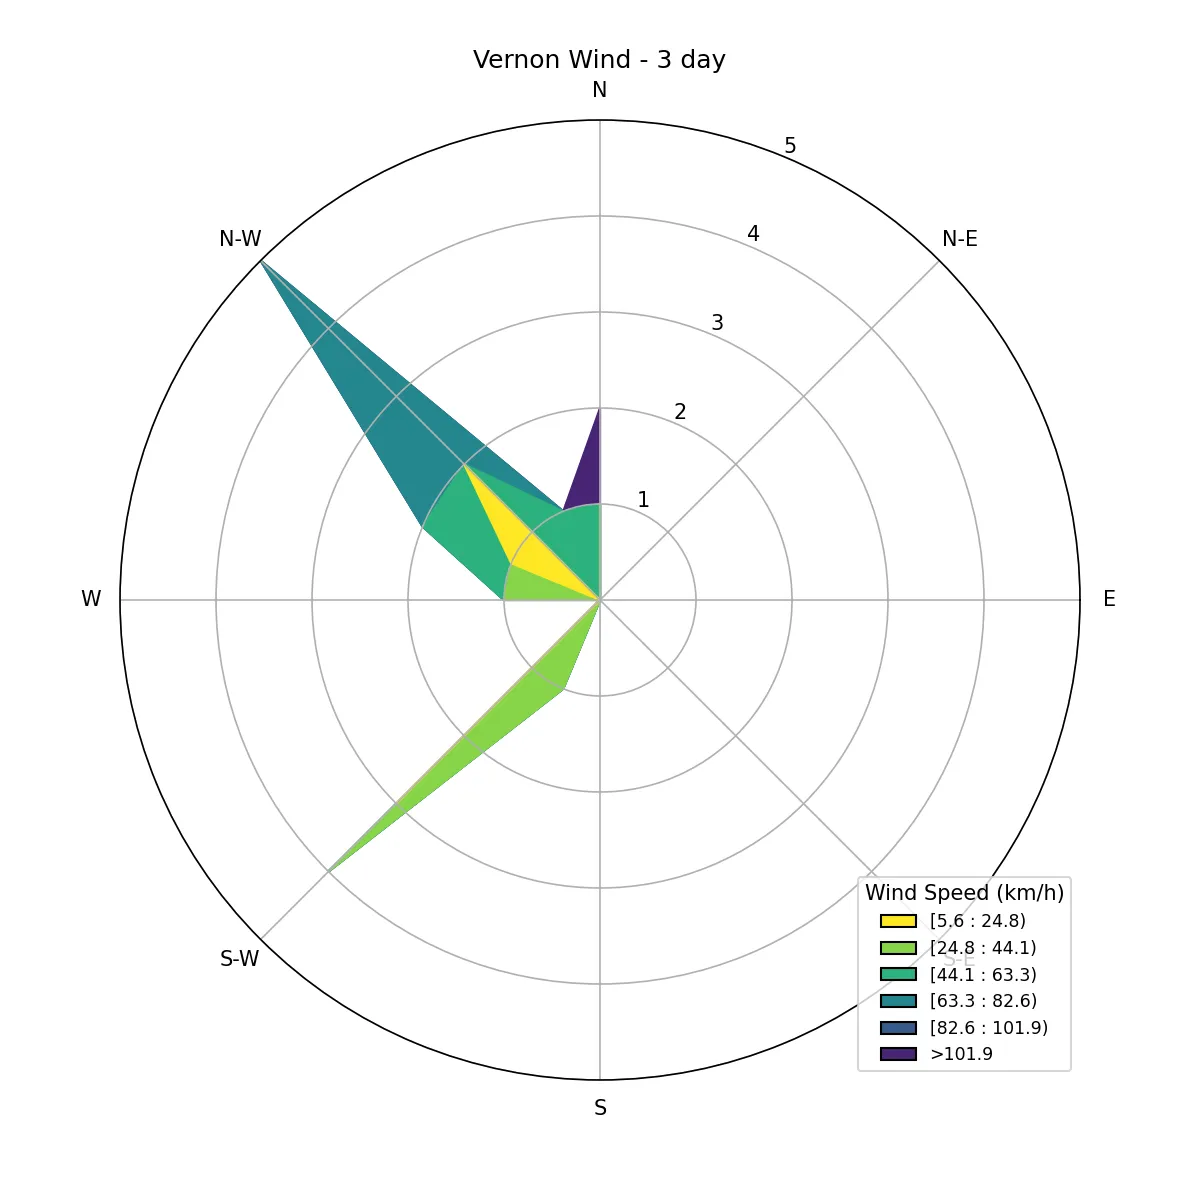 Vernon Wind - 3 day
N
5
N-W
N-E
4
3
2
1
W
E
S-W
S-E
S
Wind Speed (km/h)
[5.6 : 24.8)
[24.8 : 44.1)
[44.1 : 63.3)
[63.3 : 82.6)
[82.6 : 101.9)
>101.9